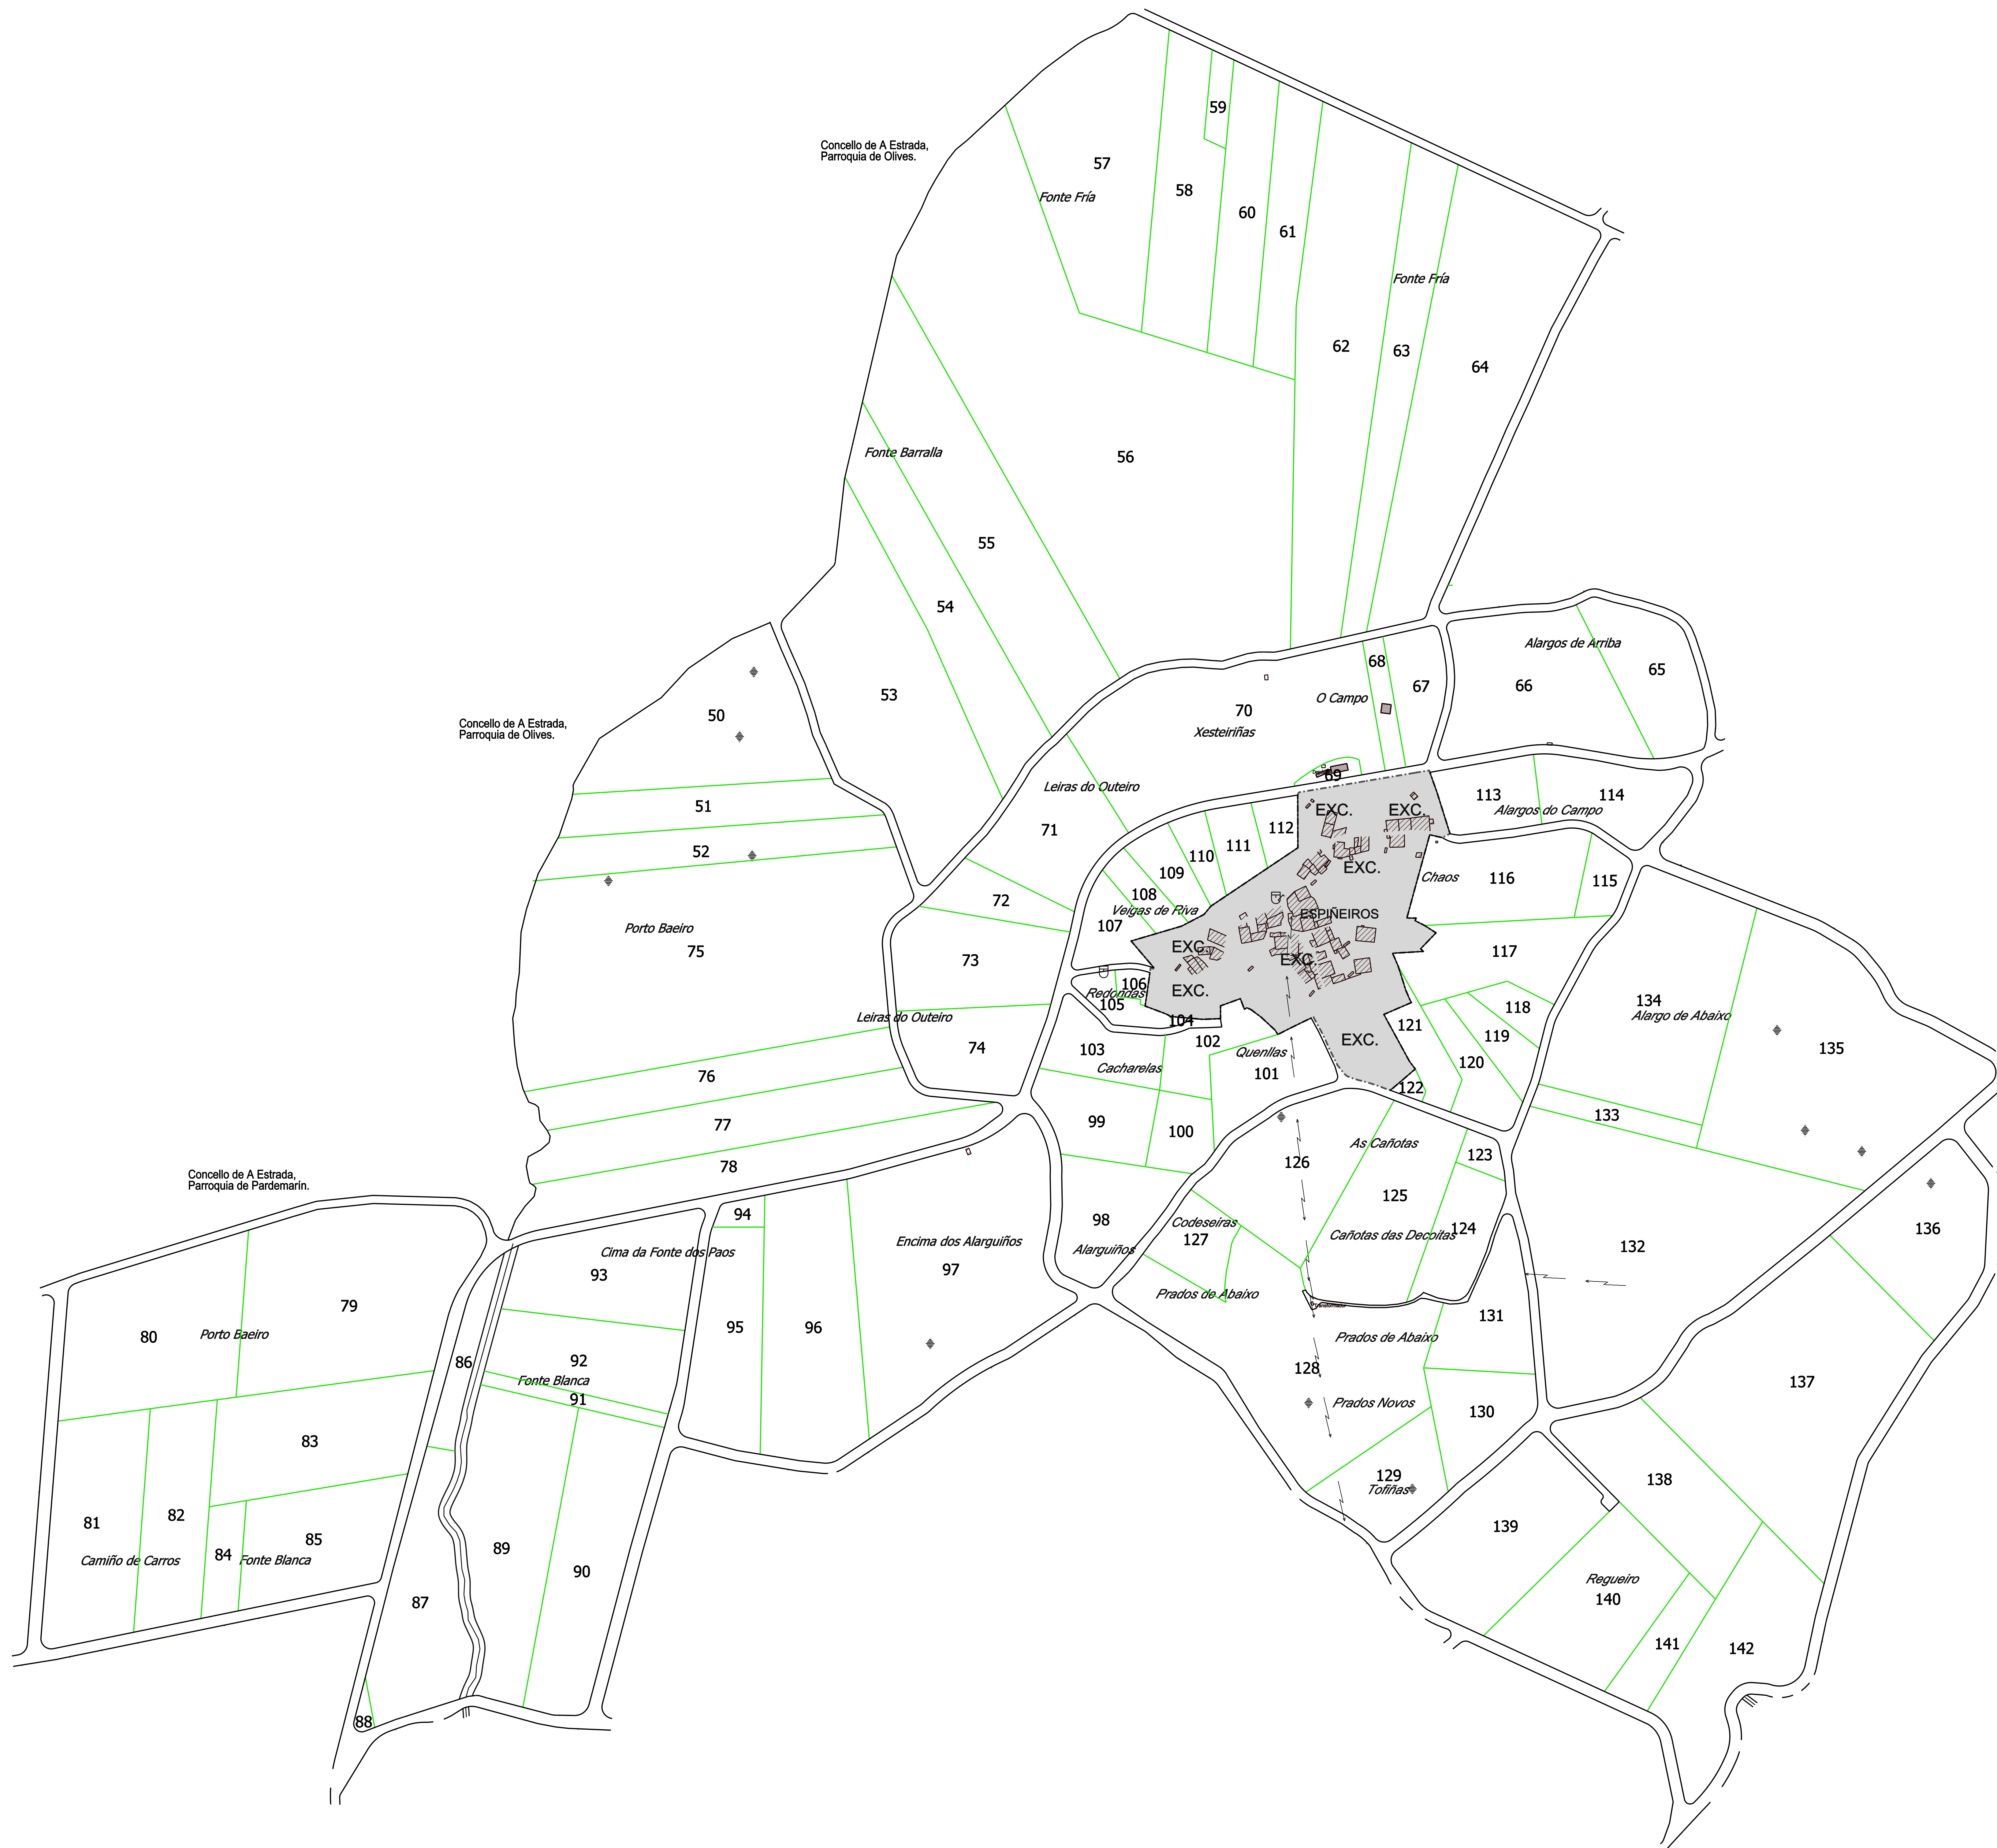 59
Concello de A Estrada,
Parroquia de Olives.
57
58
Fonte Fría
60
61
Fonte Fría
62
63
64
Fonte Barralla
56
55
54
Alargos de Arriba
68
65
53
67
66
O Campo
70
50
Concello de A Estrada,
Parroquia de Olives.
Xesteiriñas
69
Leiras do Outeiro
113
114
51
EXC.
EXC.
Alargos do Campo
71
112
111
52
110
EXC.
109
Chaos
116
115
108
72
Veigas de Riva
ESPIÑEIROS
107
Porto Baeiro
75
EXC.
117
73
EXC.
106
Redondas
EXC.
105
134
118
Leiras do Outeiro
104
Alargo de Abaixo
121
119
EXC.
102
74
103
Quenllas
135
Cacharelas
101
120
76
122
133
99
77
100
As Cañotas
123
126
78
Concello de A Estrada,
Parroquia de Pardemarín.
125
94
98
Codeseiras
127
Cañotas das Decoitas
124
136
Encima dos Alarguiños
Alarguiños
132
Cima da Fonte dos Paos
93
97
Prados de Abaixo
79
131
80
Porto Baeiro
95
96
Prados de Abaixo
86
92
128
Fonte Blanca
137
91
Prados Novos
130
83
129
138
Tofiñas
82
81
139
85
89
84
Camiño de Carros
Fonte Blanca
90
Regueiro
140
87
141
142
88